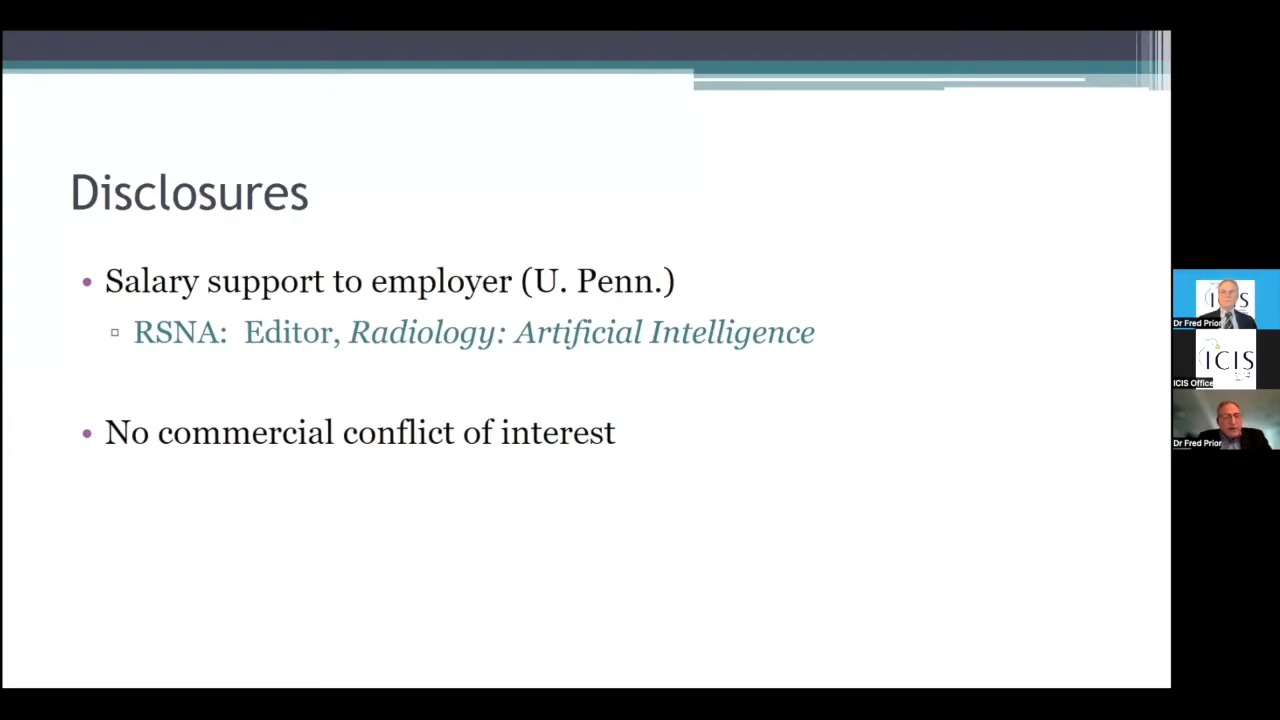 Disclosures
• Salary support to employer (U. Penn.)
▫ RSNA: Editor, Radiology: Artificial Intelligence
• No commercial conflict of interest
Dr Fred Prior
ICIS
ICIS Office
Dr Fred Prior